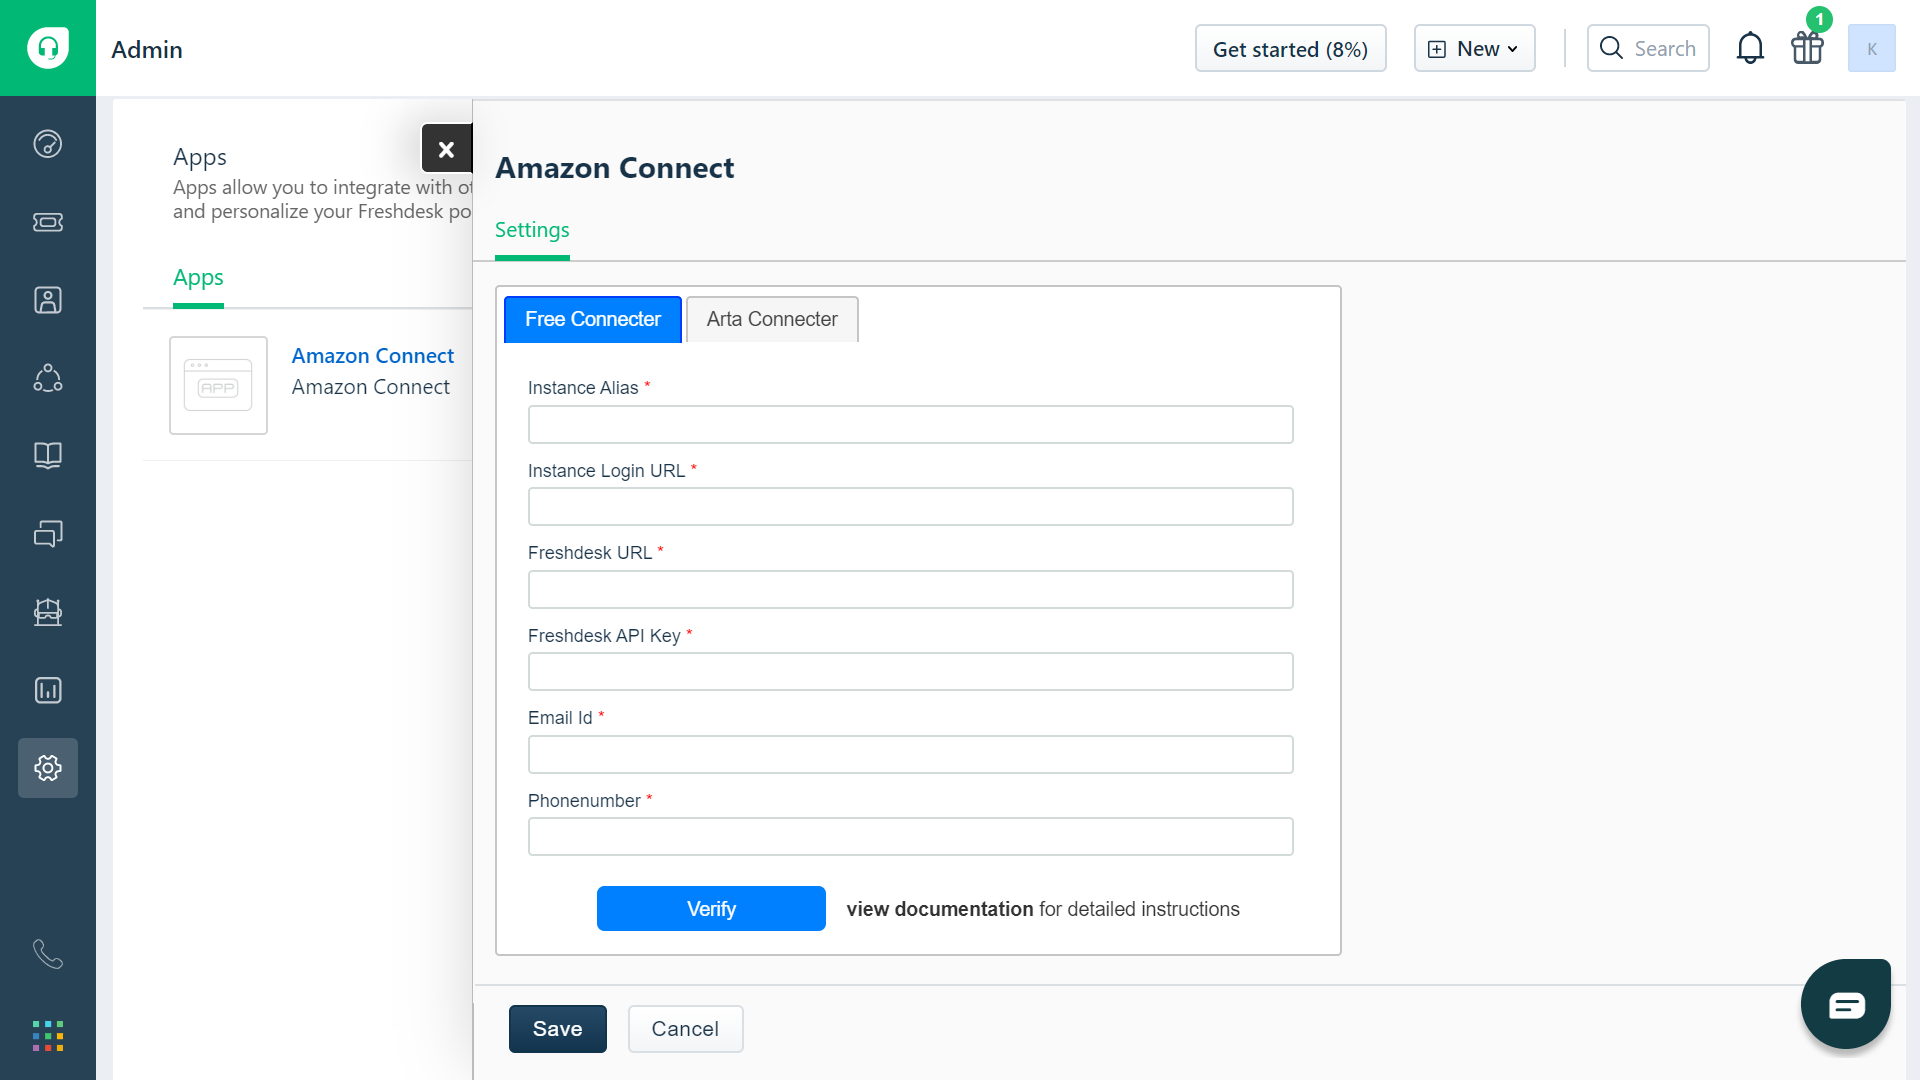 Admin
Get started (8%)
New
Search
1
K
Apps
Apps allow you to integrate with ot
and personalize your Freshdesk po
Apps
APP
Amazon Connect
Amazon Connect
x
Amazon Connect
Settings
Free Connecter
Arta Connecter
Instance Alias *
Instance Login URL *
Freshdesk URL *
Freshdesk API Key *
Email Id *
Phonenumber *
Verify
view documentation for detailed instructions
Save
Cancel